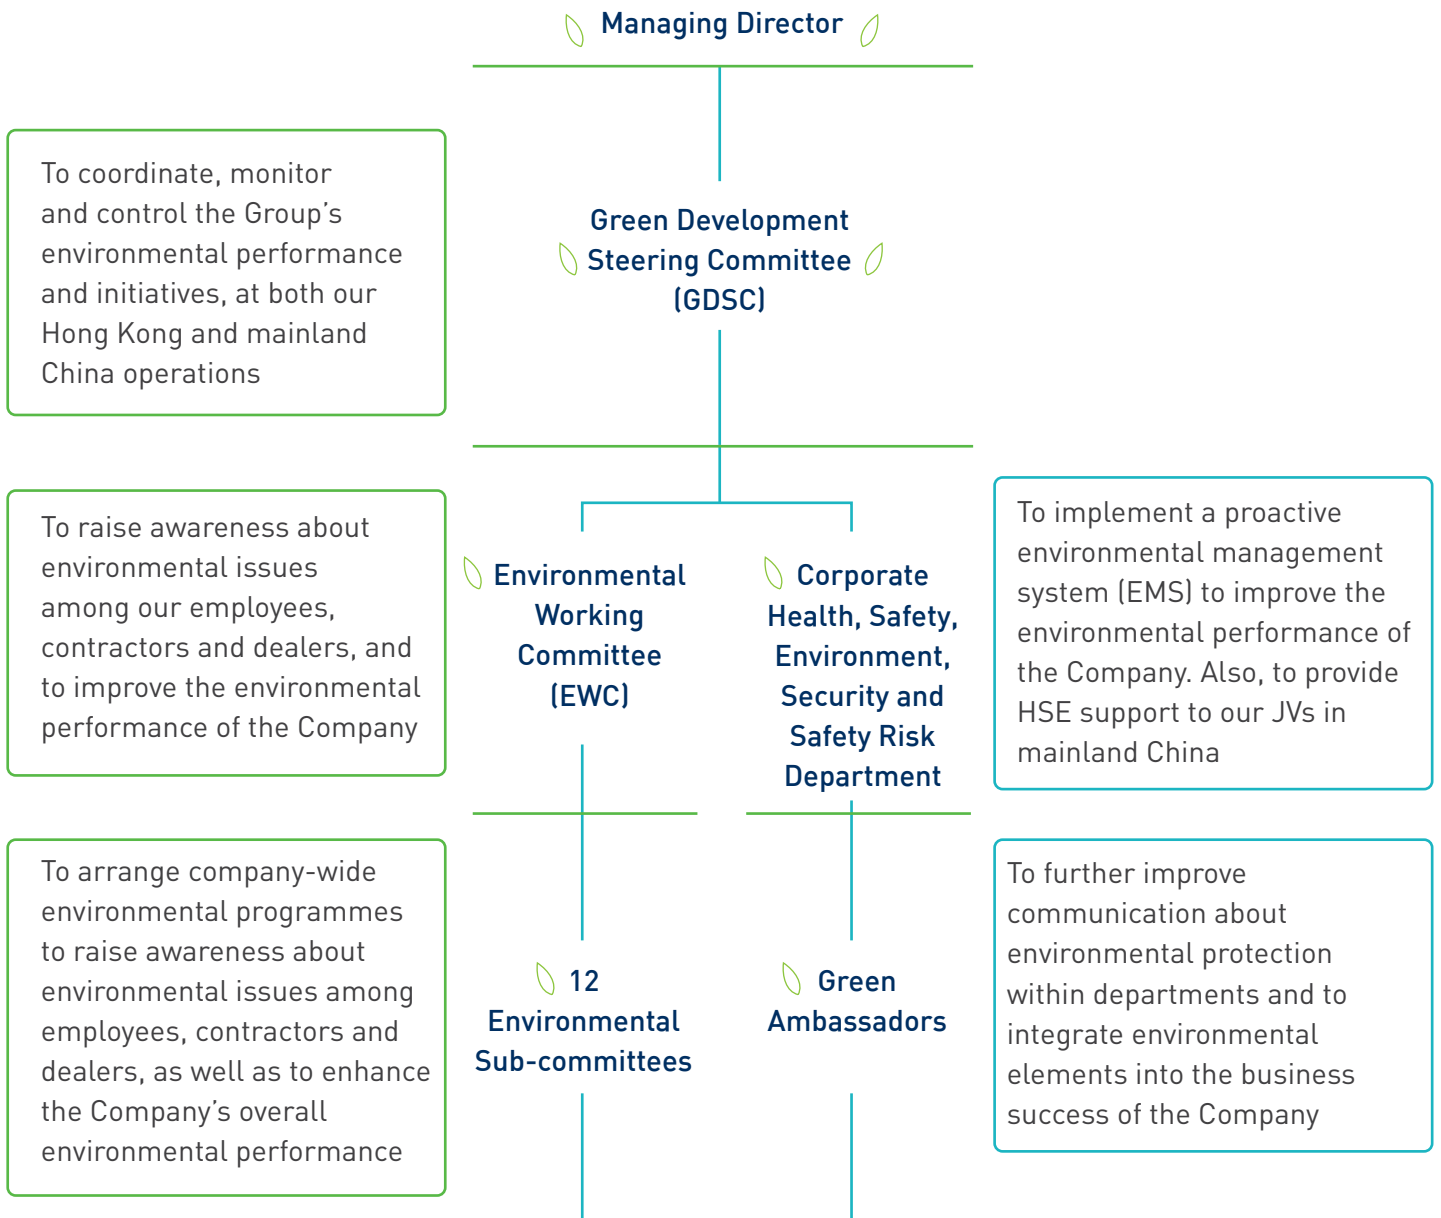 Managing Director
To coordinate, monitor
and control the Group’s
environmental performance
and initiatives, at both our
Hong Kong and mainland
China operations
Green Development
Steering Committee
(GDSC)
To raise awareness about
environmental issues
among our employees,
contractors and dealers, and
to improve the environmental
performance of the Company
Environmental
Working
Committee
(EWC)
Corporate
Health, Safety,
Environment,
Security and
Safety Risk
Department
To implement a proactive
environmental management
system (EMS) to improve the
environmental performance of
the Company. Also, to provide
HSE support to our JVs in
mainland China
To arrange company-wide
environmental programmes
to raise awareness about
environmental issues among
employees, contractors and
dealers, as well as to enhance
the Company’s overall
environmental performance
12
Environmental
Sub-committees
Green
Ambassadors
To further improve
communication about
environmental protection
within departments and to
integrate environmental
elements into the business
success of the Company